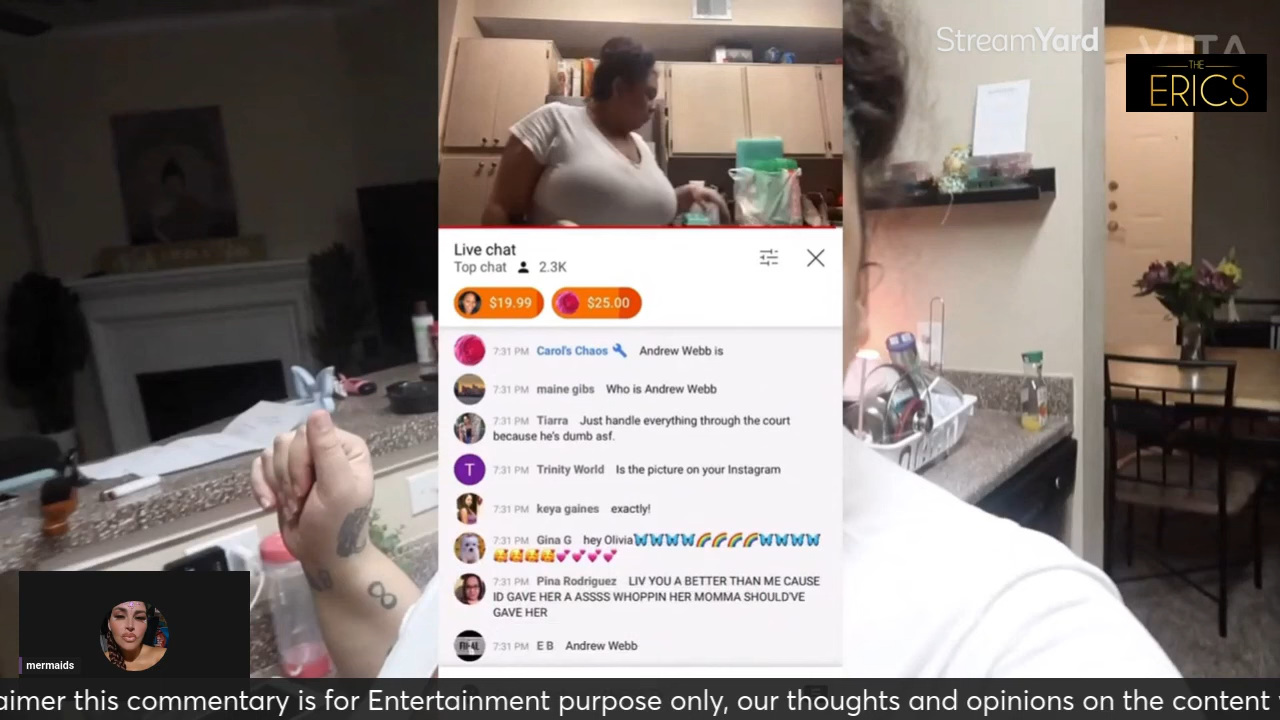 StreamYard
VITA
THE
ERICS
Live chat
Top chat 2.3K
$19.99 $25.00
7:31 PM Carol's Chaos Andrew Webb is
7:31 PM maine gibs Who is Andrew Webb
7:31 PM Tiarra Just handle everything through the court
because he's dumb asf.
T 7:31 PM Trinity World Is the picture on your Instagram
7:31 PM keya gaines exactly!
7:31 PM Gina G hey Olivia🦋🦋🦋🦋🌈🌈🌈🌈🦋🦋🦋🦋
🥰🥰🥰🥰💕💕💕💕
7:31 PM Pina Rodriguez LIV YOU A BETTER THAN ME CAUSE
ID GAVE HER A ASSSS WHOPPIN HER MOMMA SHOULD'VE
GAVE HER
7:31 PM E B Andrew Webb
mermaids
aimer this commentary is for Entertainment purpose only, our thoughts and opinions on the content